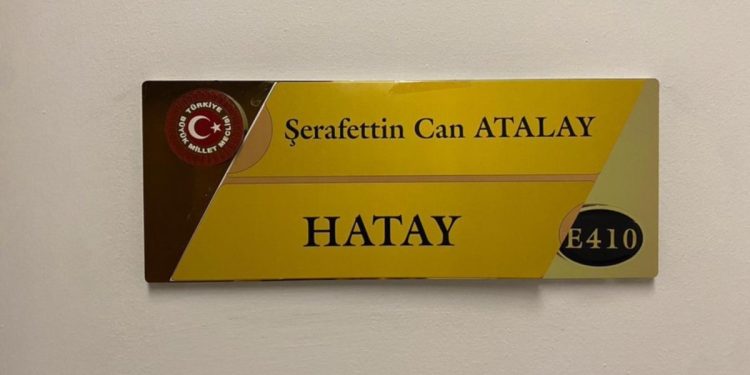 TÜRKİYE
BÜYÜK MİLLET MECLİSİ
Şerafettin Can ATALAY
HATAY
E410